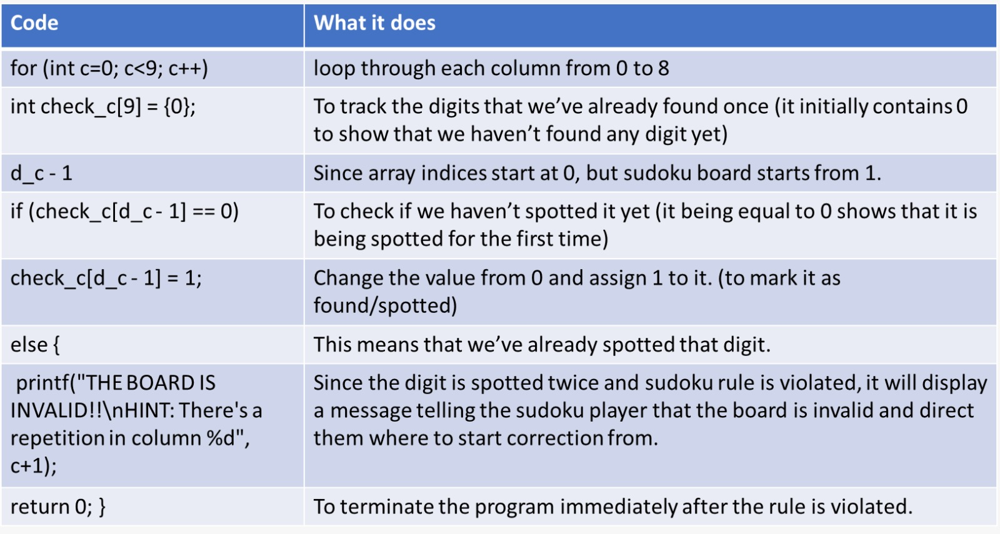 Code
What it does
for (int c=0; c<9; c++)
loop through each column from 0 to 8
int check_c[9] = {0};
To track the digits that we’ve already found once (it initially contains 0
to show that we haven’t found any digit yet)
d_c - 1
Since array indices start at 0, but sudoku board starts from 1.
if (check_c[d_c - 1] == 0)
To check if we haven’t spotted it yet (it being equal to 0 shows that it is
being spotted for the first time)
check_c[d_c - 1] = 1;
Change the value from 0 and assign 1 to it. (to mark it as
found/spotted)
else {
This means that we’ve already spotted that digit.
printf("THE BOARD IS
INVALID!!\nHINT: There's a
repetition in column %d",
c+1);
Since the digit is spotted twice and sudoku rule is violated, it will display
a message telling the sudoku player that the board is invalid and direct
them where to start correction from.
return 0; }
To terminate the program immediately after the rule is violated.